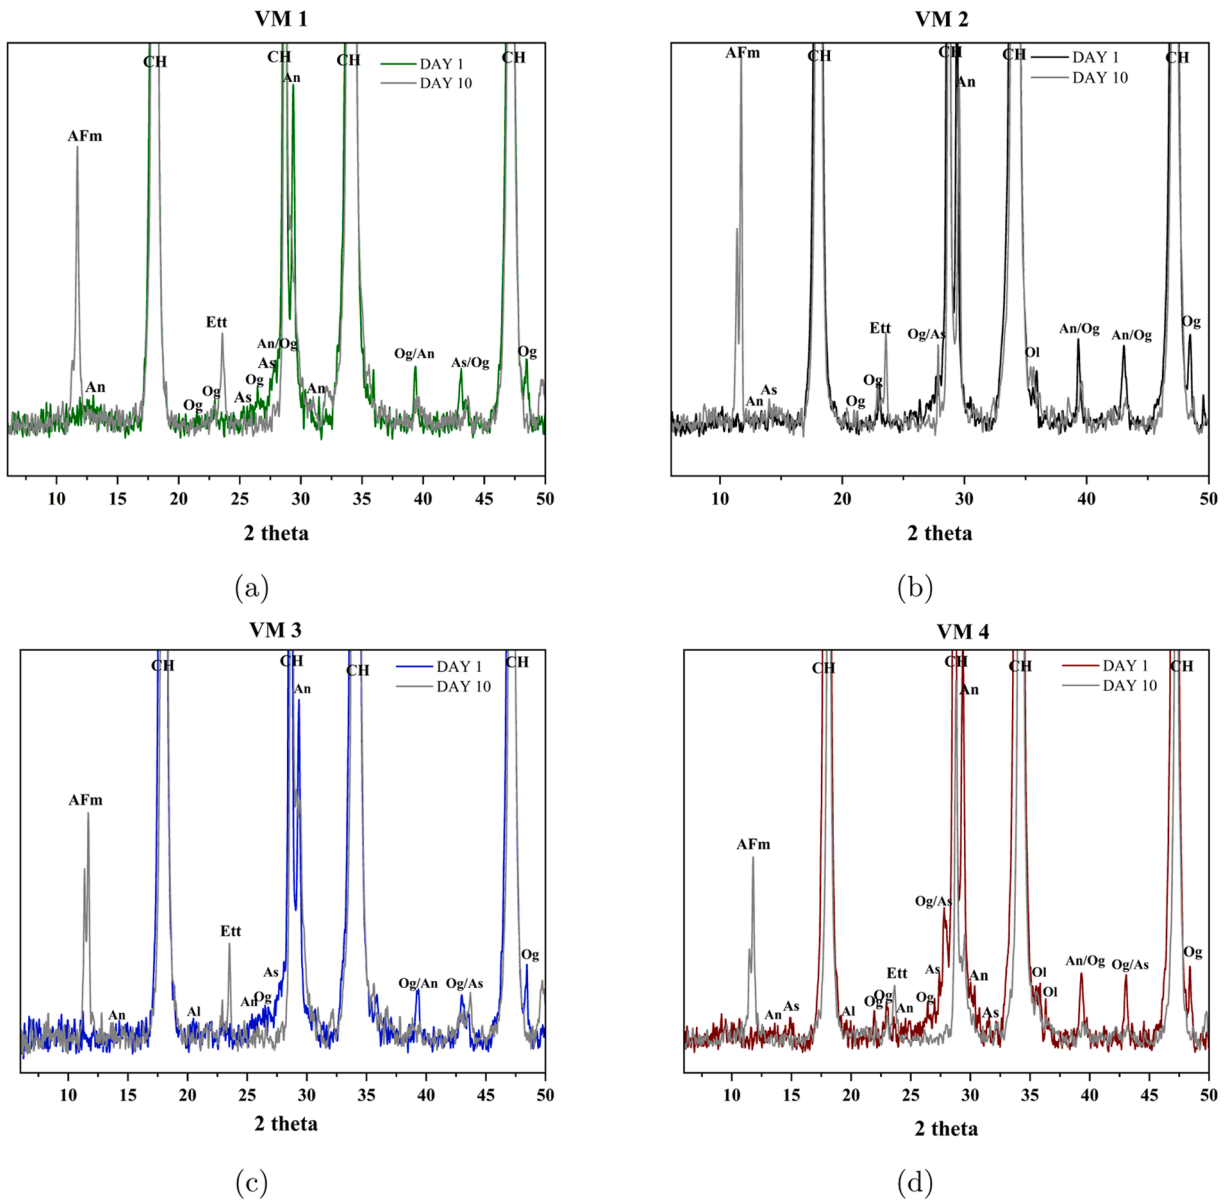 VM 1
CH
CH
CH
CH
DAY 1
DAY 10
An
AFm
Ett
An/Og
As
Og
An
Og
Og
As
An
Og/An
As/Og
Og
10 15 20 25 30 35 40 45 50
2 theta
(a)
VM 2
AFm
CH
CH
CH
CH
DAY 1
DAY 10
An
Ett
Og/As
As
An
Og
Og
Ol
An/Og
An/Og
Og
10 20 30 40 50
2 theta
(b)
VM 3
CH
CH
CH
CH
DAY 1
DAY 10
An
AFm
Ett
As
An
Og
An
Al
Og/An
Og/As
Og
10 15 20 25 30 35 40 45 50
2 theta
(c)
VM 4
CH
CH
CH
CH
DAY 1
DAY 10
An
AFm
Og/As
Ett
As
An
As
An
Al
Og
Og
An
Og
As
Ol
Ol
An/Og
Og/As
Og
10 15 20 25 30 35 40 45 50
2 theta
(d)